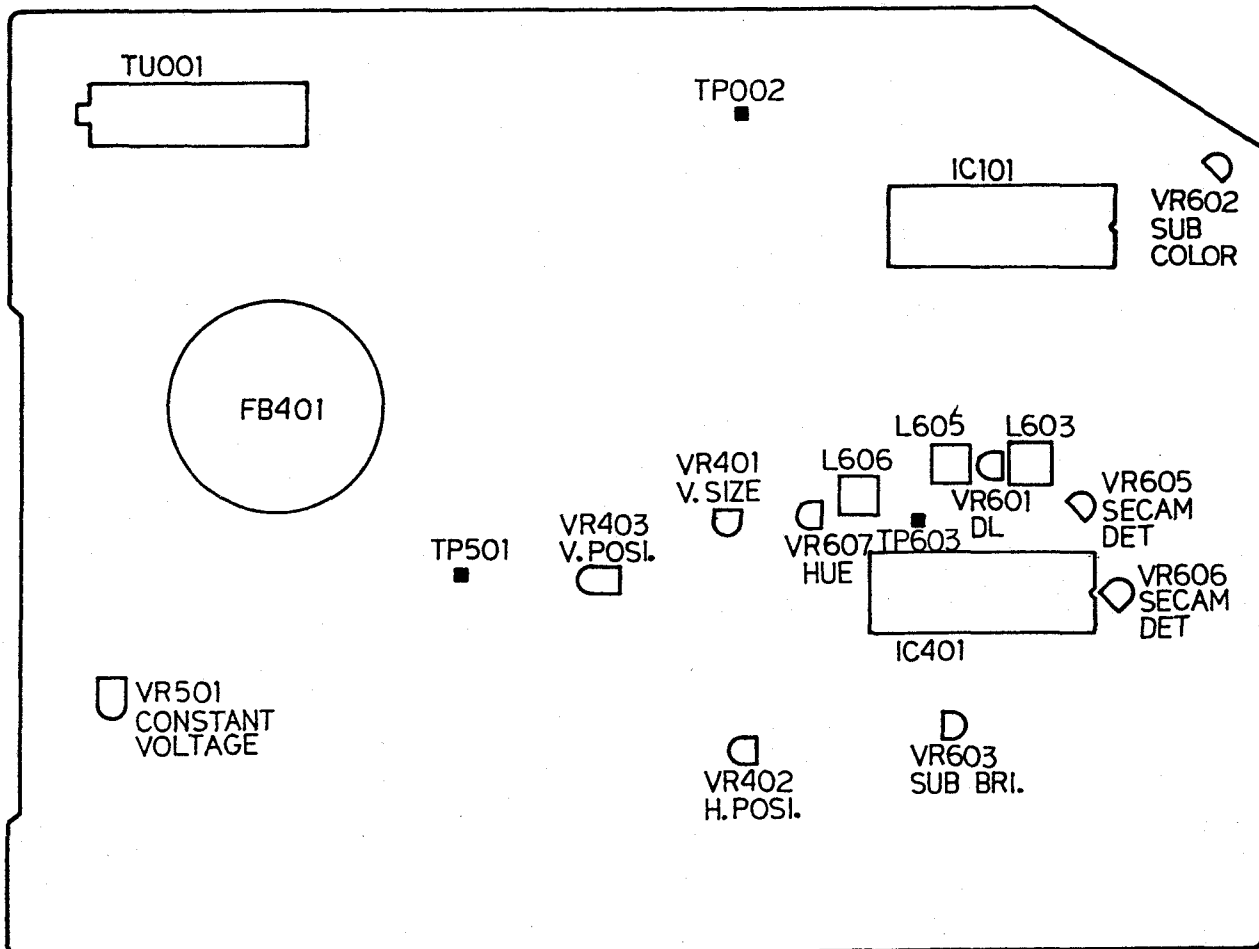 TU001
TP002
IC101
VR602
SUB
COLOR
FB401
L605
L603
VR401
V. SIZE
L606
VR601
DL
VR605
SECAM
DET
VR403
V. POSI.
TP501
VR607
HUE
TP603
VR606
SECAM
DET
IC401
VR501
CONSTANT
VOLTAGE
VR402
H.POSI.
VR603
SUB BRI.